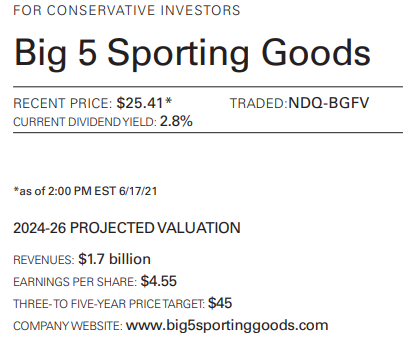 FOR CONSERVATIVE INVESTORS
Big 5 Sporting Goods
RECENT PRICE: $25.41* TRADED:NDQ-BGFV
CURRENT DIVIDEND YIELD: 2.8%
*as of 2:00 PM EST 6/17/21
2024-26 PROJECTED VALUATION
REVENUES: $1.7 billion
EARNINGS PER SHARE: $4.55
THREE-TO FIVE-YEAR PRICE TARGET: $45
COMPANY WEBSITE: www.big5sportinggoods.com